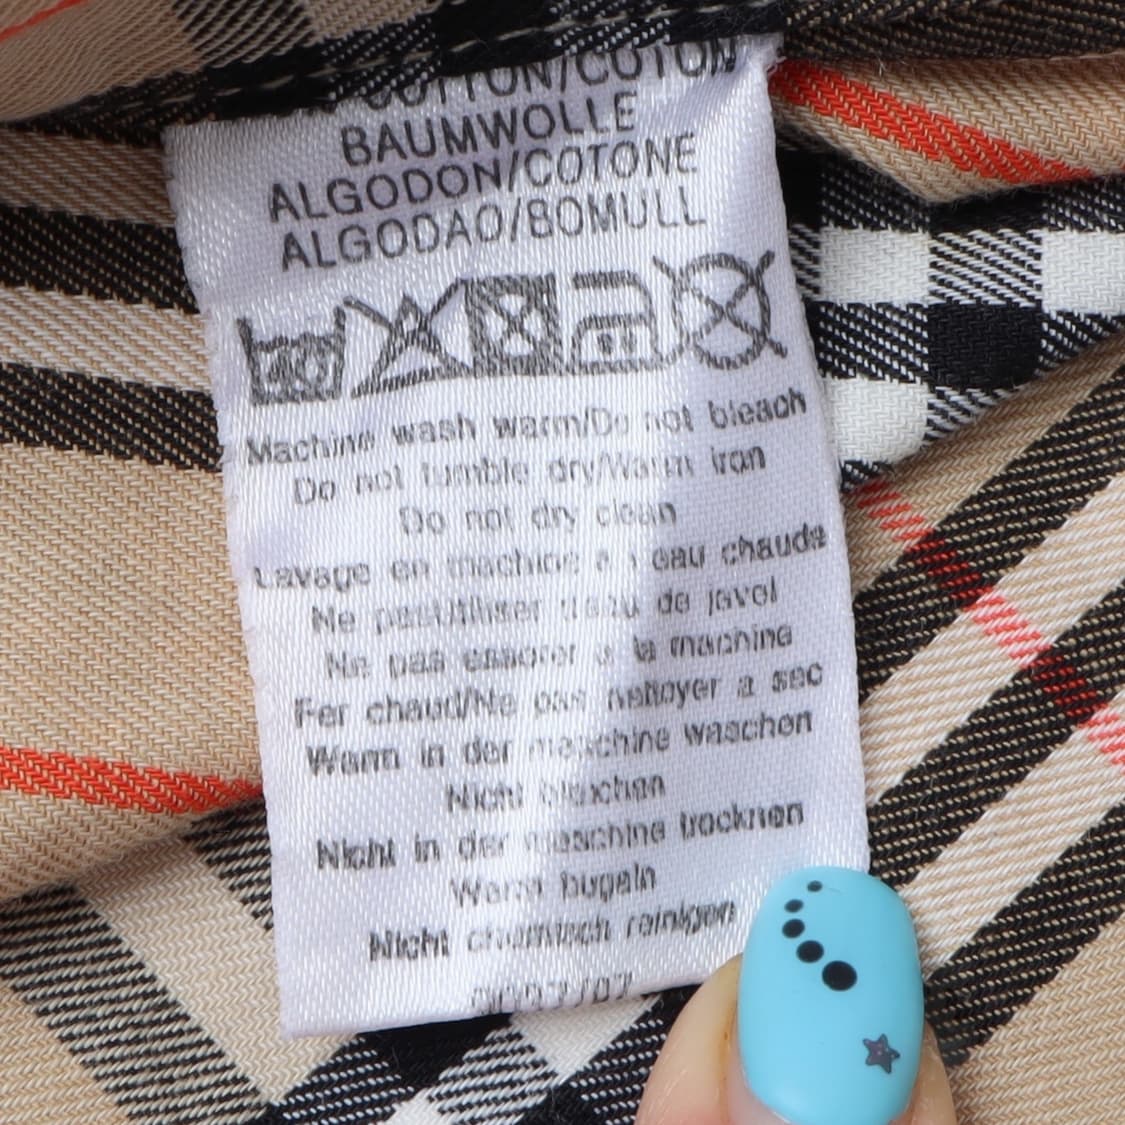 COTTON/COTON
BAUMWOLLE
ALGODON/COTONE
ALGODAO/BOMULL
40
Machine wash warm/Do not bleach
Do not tumble dry/Warm iron
Do not dry clean
Lavage en machine a l eau chaude
Ne pas utiliser de javel
Ne pas essorer a la machine
Fer chaud/Ne pas nettoyer a sec
Warm in der maschine waschen
Nicht bleichen
Nicht in der maschine trocknen
Warm bugeln
Nicht chemisch reinigen